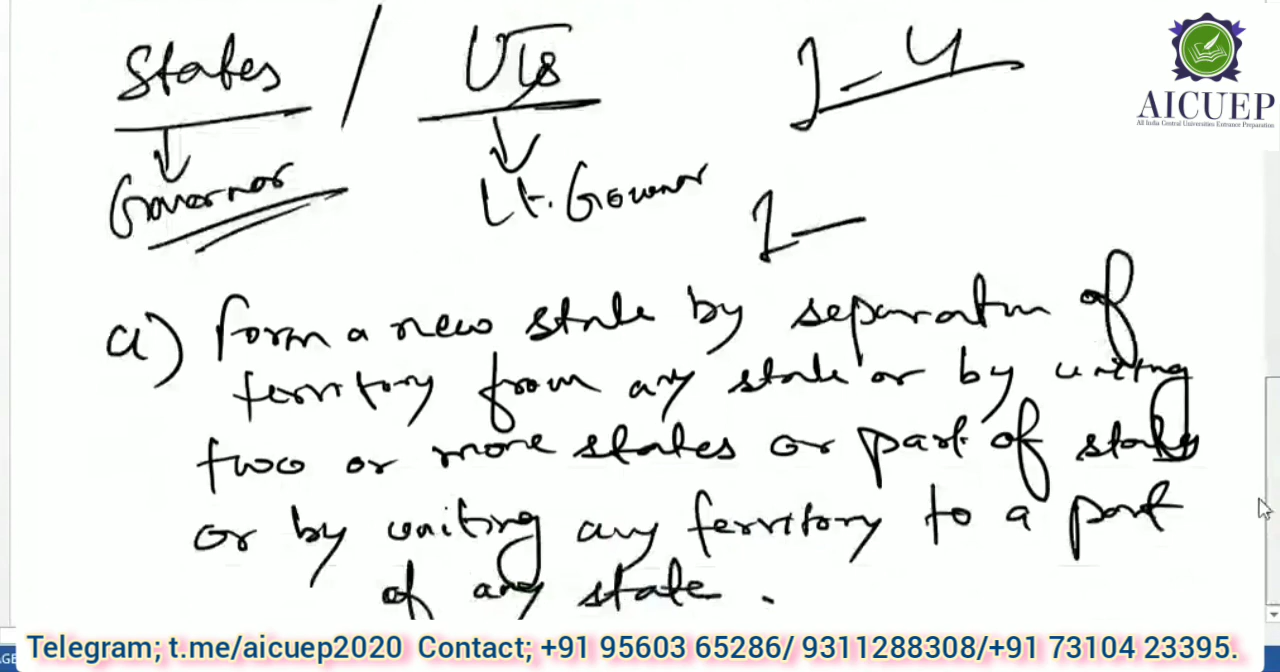 States / UTs
1-4
AICUEP
All India Central Universities Entrance Preparation
Governor
Lt. Governor
1-
a) Form a new state by separation of
territory from any state or by uniting
two or more states or part of states
or by uniting any territory to a part
of any state.
Telegram; t.me/aicuep2020 Contact; +91 95603 65286/ 9311288308/+91 73104 23395.